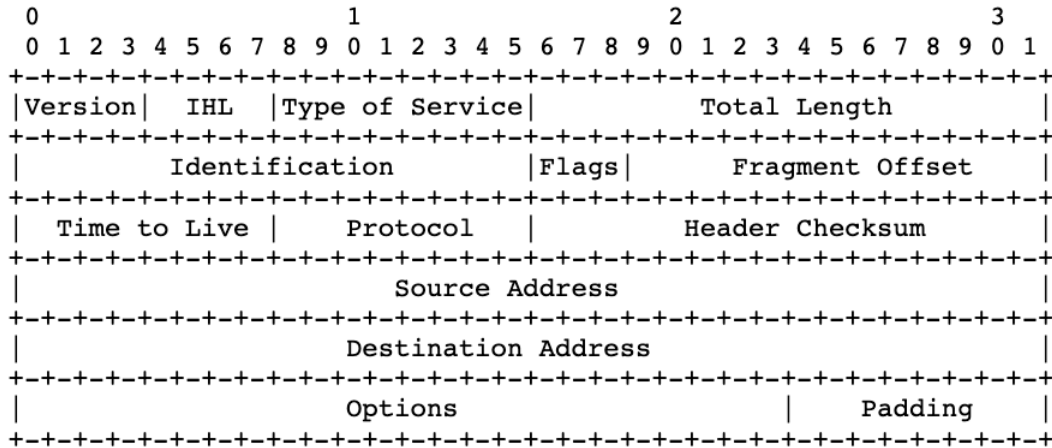 0                   1                   2                   3
 0 1 2 3 4 5 6 7 8 9 0 1 2 3 4 5 6 7 8 9 0 1 2 3 4 5 6 7 8 9 0 1
+-+-+-+-+-+-+-+-+-+-+-+-+-+-+-+-+-+-+-+-+-+-+-+-+-+-+-+-+-+-+-+-+
|Version|  IHL  |Type of Service|          Total Length         |
+-+-+-+-+-+-+-+-+-+-+-+-+-+-+-+-+-+-+-+-+-+-+-+-+-+-+-+-+-+-+-+-+
|         Identification        |Flags|      Fragment Offset    |
+-+-+-+-+-+-+-+-+-+-+-+-+-+-+-+-+-+-+-+-+-+-+-+-+-+-+-+-+-+-+-+-+
|  Time to Live |    Protocol   |         Header Checksum       |
+-+-+-+-+-+-+-+-+-+-+-+-+-+-+-+-+-+-+-+-+-+-+-+-+-+-+-+-+-+-+-+-+
|                       Source Address                          |
+-+-+-+-+-+-+-+-+-+-+-+-+-+-+-+-+-+-+-+-+-+-+-+-+-+-+-+-+-+-+-+-+
|                    Destination Address                        |
+-+-+-+-+-+-+-+-+-+-+-+-+-+-+-+-+-+-+-+-+-+-+-+-+-+-+-+-+-+-+-+-+
|                    Options                    |    Padding    |
+-+-+-+-+-+-+-+-+-+-+-+-+-+-+-+-+-+-+-+-+-+-+-+-+-+-+-+-+-+-+-+-+